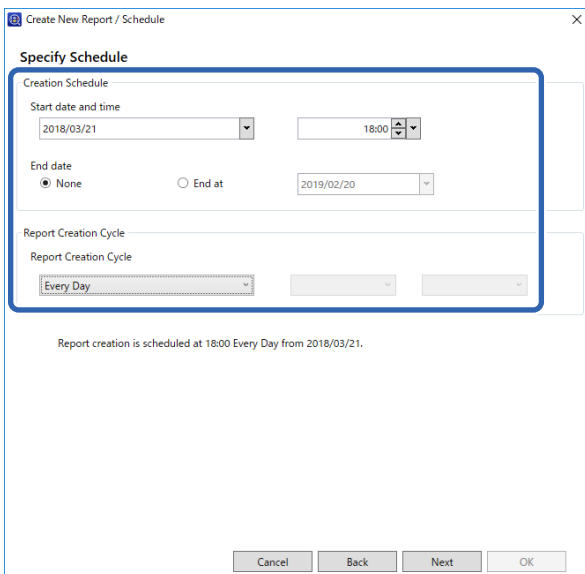 Create New Report / Schedule
Specify Schedule
Creation Schedule
Start date and time
2018/03/21 18:00
End date
None End at 2019/02/20
Report Creation Cycle
Report Creation Cycle
Every Day
Report creation is scheduled at 18:00 Every Day from 2018/03/21.
Cancel Back Next OK